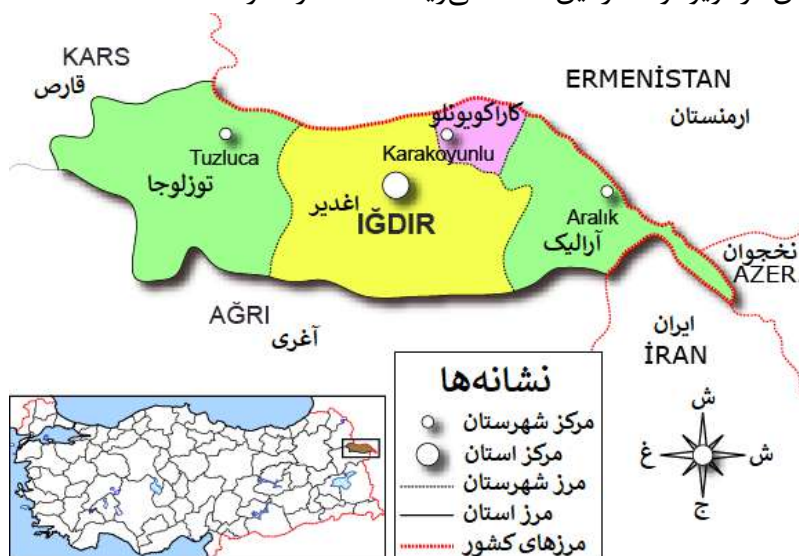 KARS
قارص
ERMENİSTAN
ارمنستان
کاراکویونلو
Karakoyunlu
Tuzluca
توزلوجا
اغدیر
IĞDIR
Aralık
آرالیک
نخجوان
AZER.
AĞRI
آغری
ایران
İRAN
نشانه‌ها
مرکز شهرستان
مرکز استان
مرز شهرستان
مرز استان
مرزهای کشور
ش
غ
ش
ج